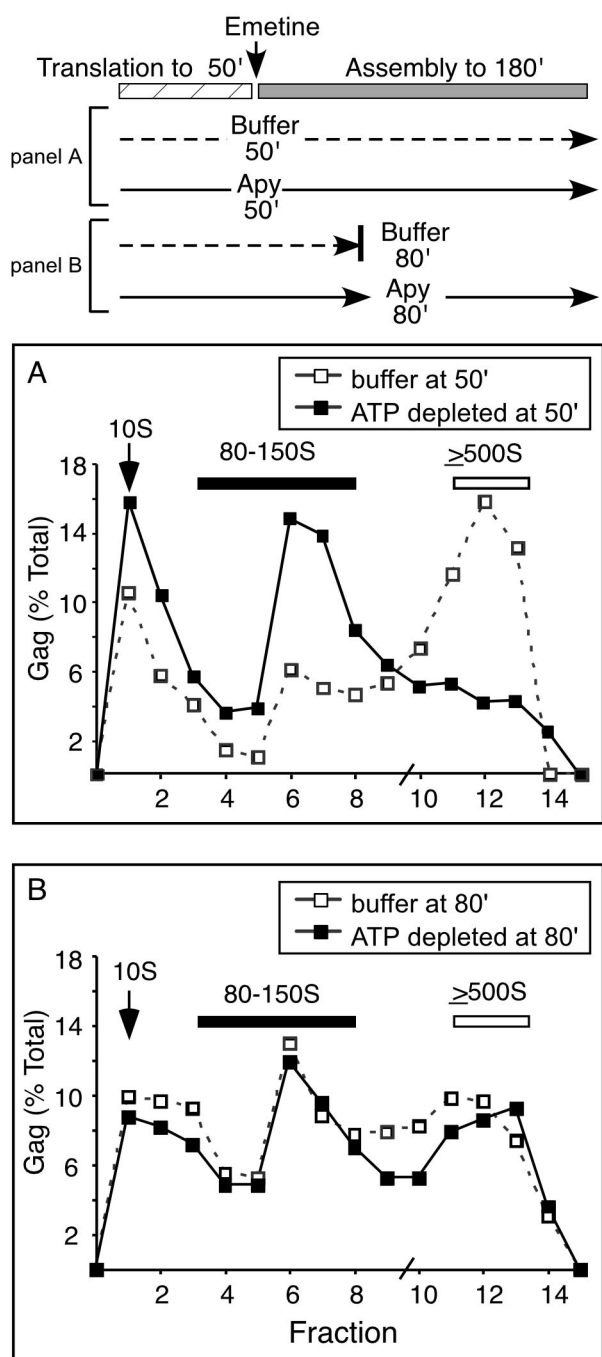 Emetine
Translation to 50' Assembly to 180'
panel A
Buffer
50'
Apy
50'
panel B
Buffer
80'
Apy
80'
A
buffer at 50'
ATP depleted at 50'
10S
80-150S
≥500S
Gag (% Total)
18
14
10
6
2
2 4 6 8 10 12 14
B
buffer at 80'
ATP depleted at 80'
10S
80-150S
≥500S
Gag (% Total)
18
14
10
6
2
2 4 6 8 10 12 14
Fraction